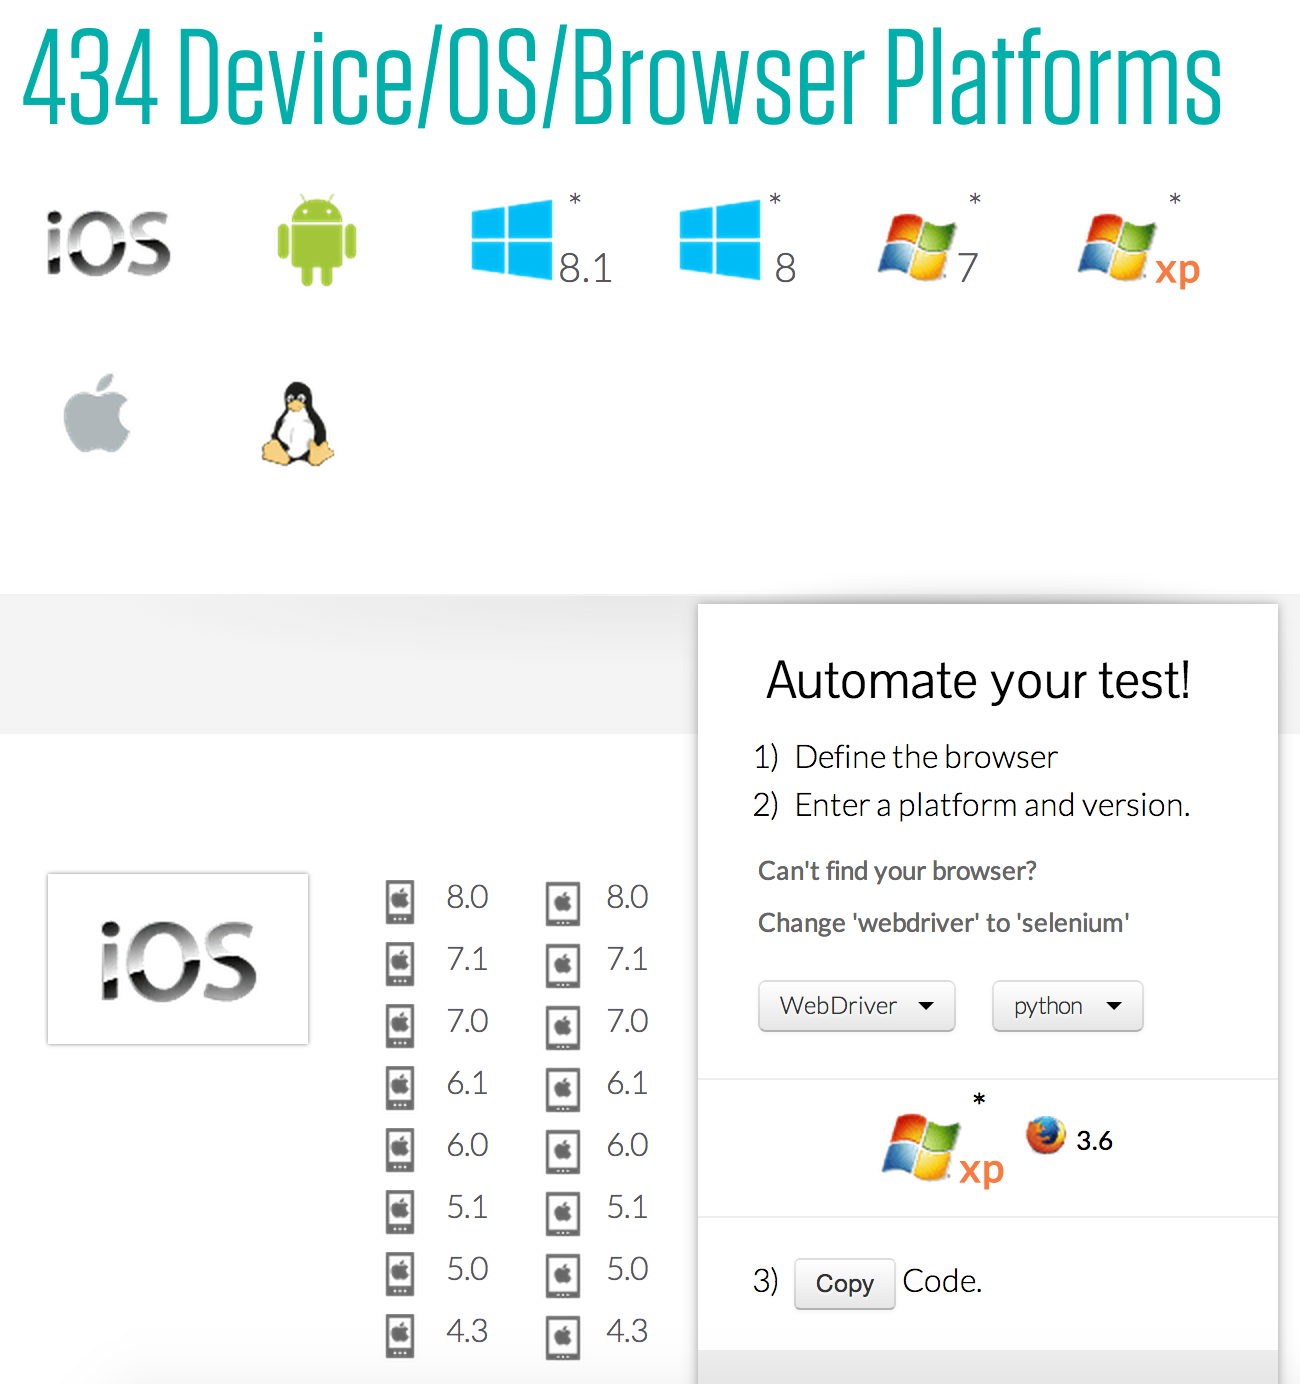 434 Device/OS/Browser Platforms
iOS
* 8.1
* 8
* 7
* xp
Automate your test!
1) Define the browser
2) Enter a platform and version.
Can't find your browser?
Change 'webdriver' to 'selenium'
WebDriver python
* xp 3.6
3) Copy Code.
iOS
8.0 8.0
7.1 7.1
7.0 7.0
6.1 6.1
6.0 6.0
5.1 5.1
5.0 5.0
4.3 4.3